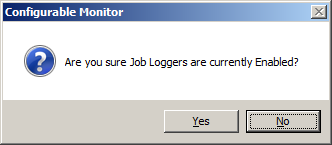 Configurable Monitor
Are you sure Job Loggers are currently Enabled?
Yes
No